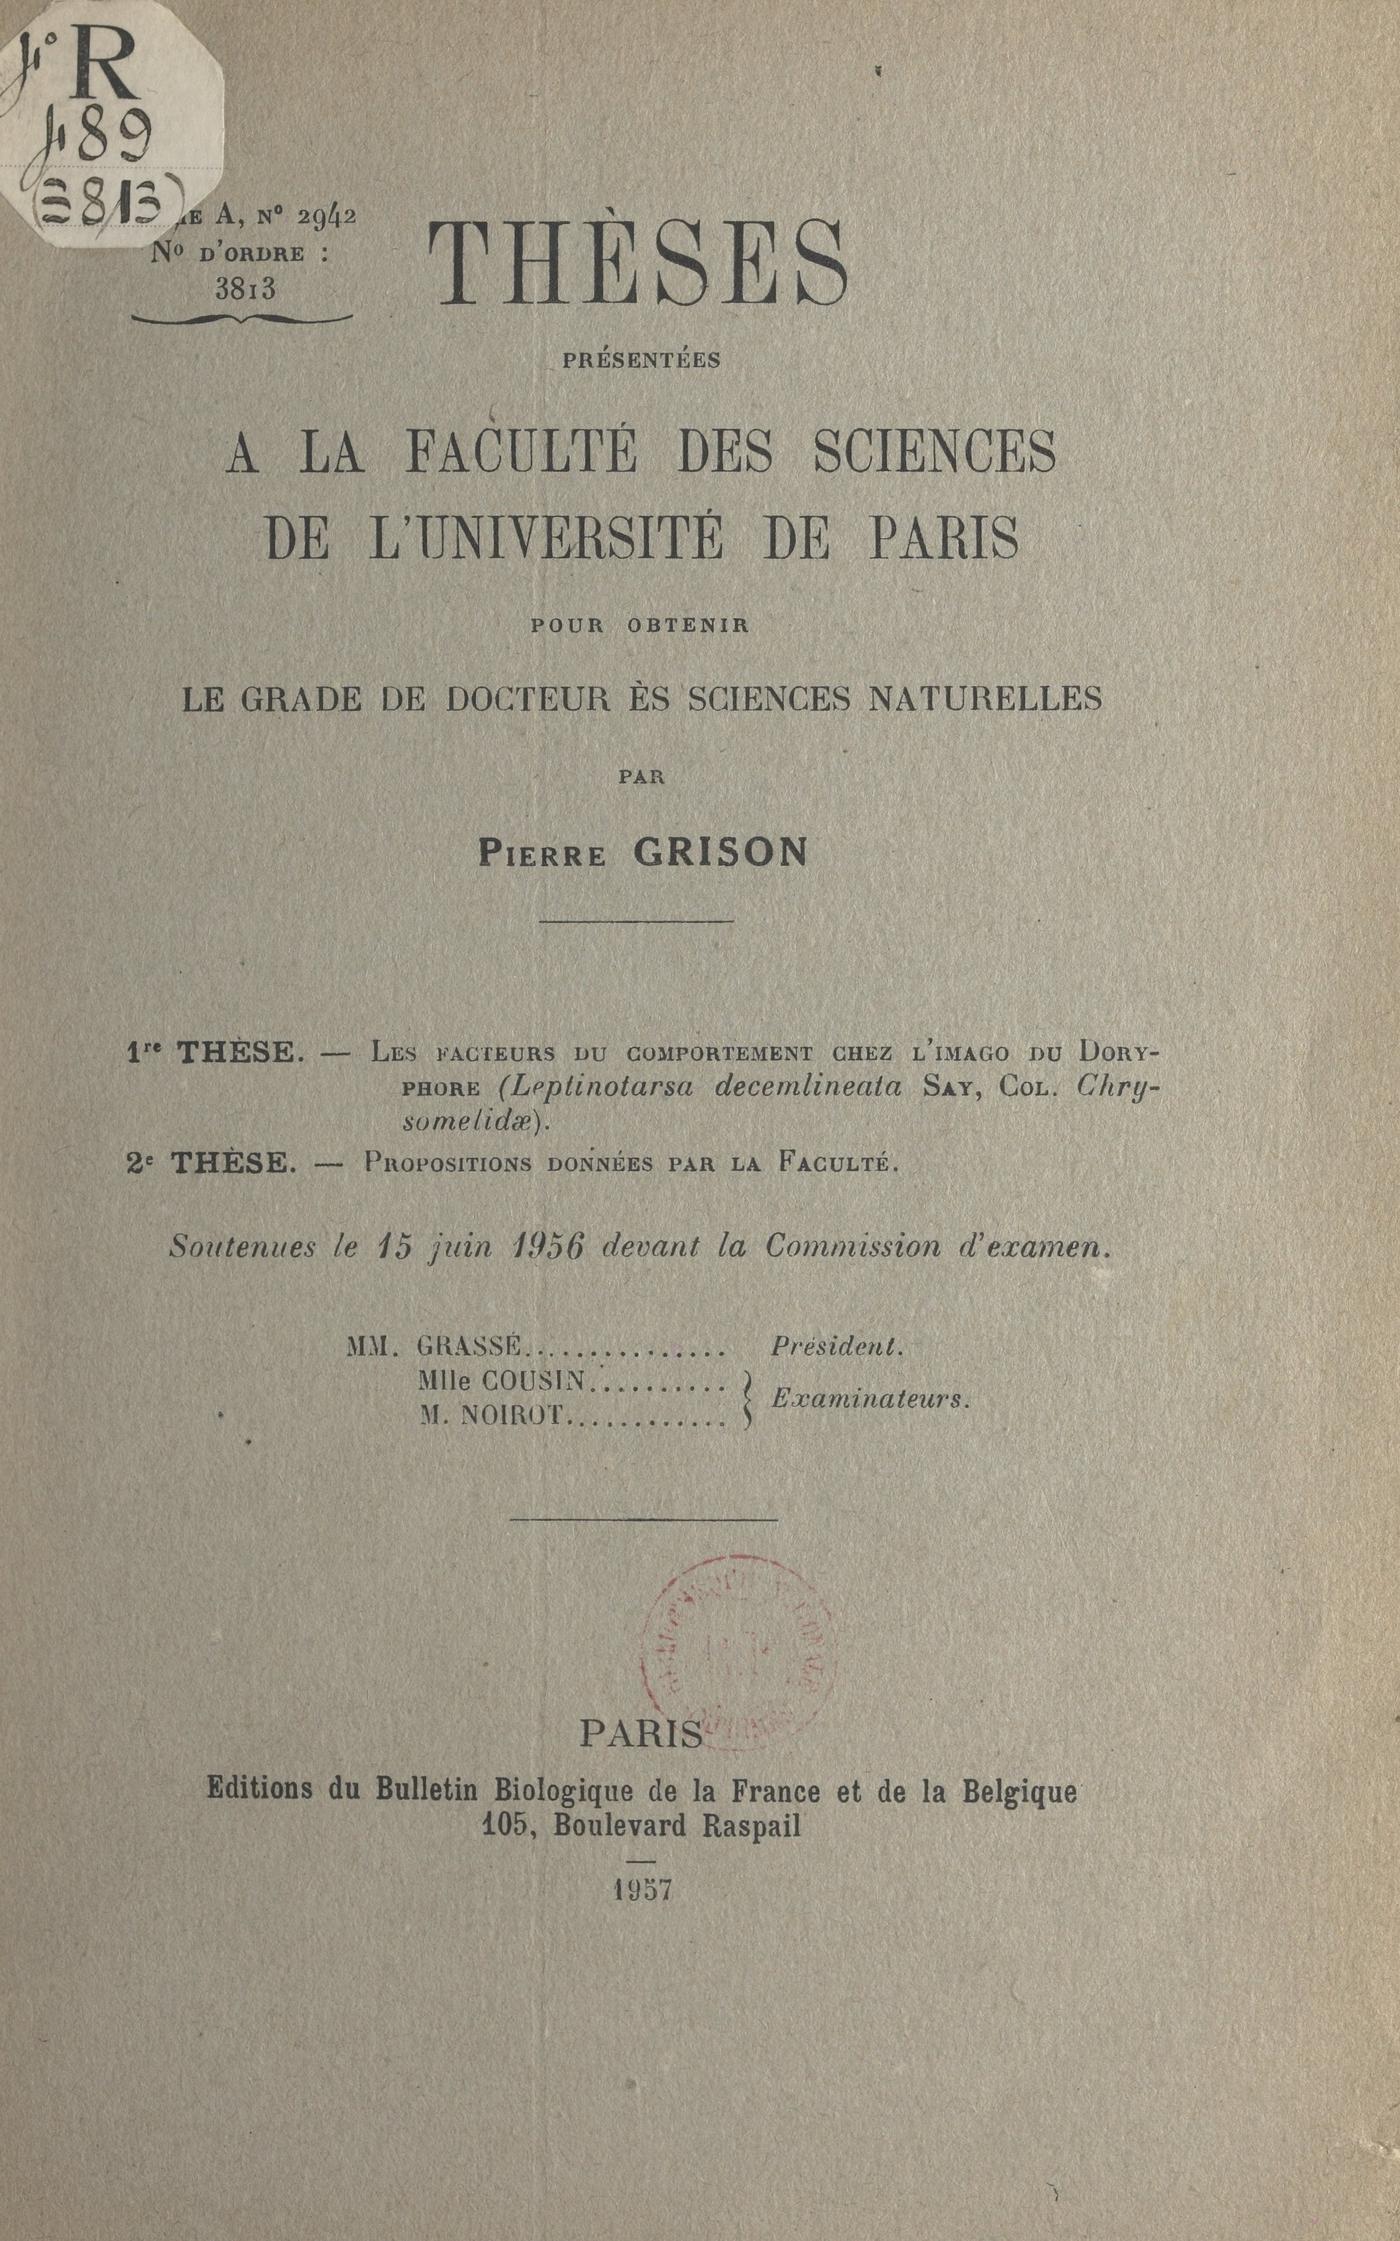 R
89
(3813)
A, Nº 2942
Nº D'ORDRE :
3813
THÈSES
PRÉSENTÉES
A LA FACULTÉ DES SCIENCES
DE L'UNIVERSITÉ DE PARIS
POUR OBTENIR
LE GRADE DE DOCTEUR ÈS SCIENCES NATURELLES
PAR
PIERRE GRISON
1re THÈSE. — LES FACTEURS DU COMPORTEMENT CHEZ L'IMAGO DU DORY-
PHORE (Leptinotarsa decemlineata SAY, COL. Chry-
somelidæ).
2e THÈSE. — PROPOSITIONS DONNÉES PAR LA FACULTÉ.
Soutenues le 15 juin 1956 devant la Commission d'examen.
MM. GRASSÉ............... Président.
Mlle COUSIN........... } Examinateurs.
M. NOIROT............
PARIS
Editions du Bulletin Biologique de la France et de la Belgique
105, Boulevard Raspail
1957